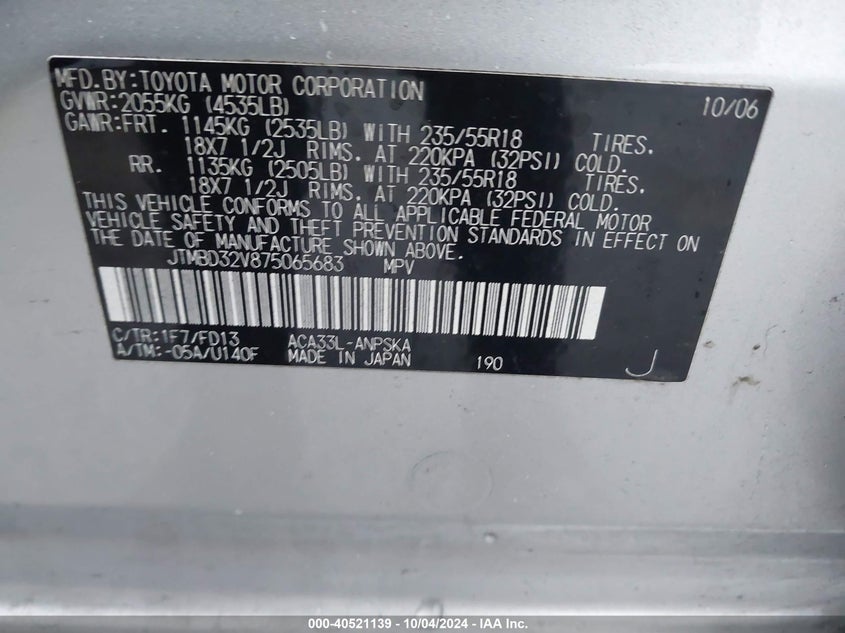 MFD.BY:TOYOTA MOTOR CORPORATION 10/06
GVWR:2055KG (4535LB)
GAWR:FRT. 1145KG (2535LB) WITH 235/55R18 TIRES.
18X7 1/2J RIMS. AT 220KPA (32PSI) COLD.
RR. 1135KG (2505LB) WITH 235/55R18 TIRES.
18X7 1/2J RIMS. AT 220KPA (32PSI) COLD.
THIS VEHICLE CONFORMS TO ALL APPLICABLE FEDERAL MOTOR
VEHICLE SAFETY AND THEFT PREVENTION STANDARDS IN EFFECT ON
THE DATE OF MANUFACTURE SHOWN ABOVE.
JTMBD32V875065683 MPV
C/TR:1F7/FD13 ACA33L-ANPSKA
A/TM:-05A/U140F MADE IN JAPAN 190 J
000-40521139 - 10/04/2024 - IAA Inc.